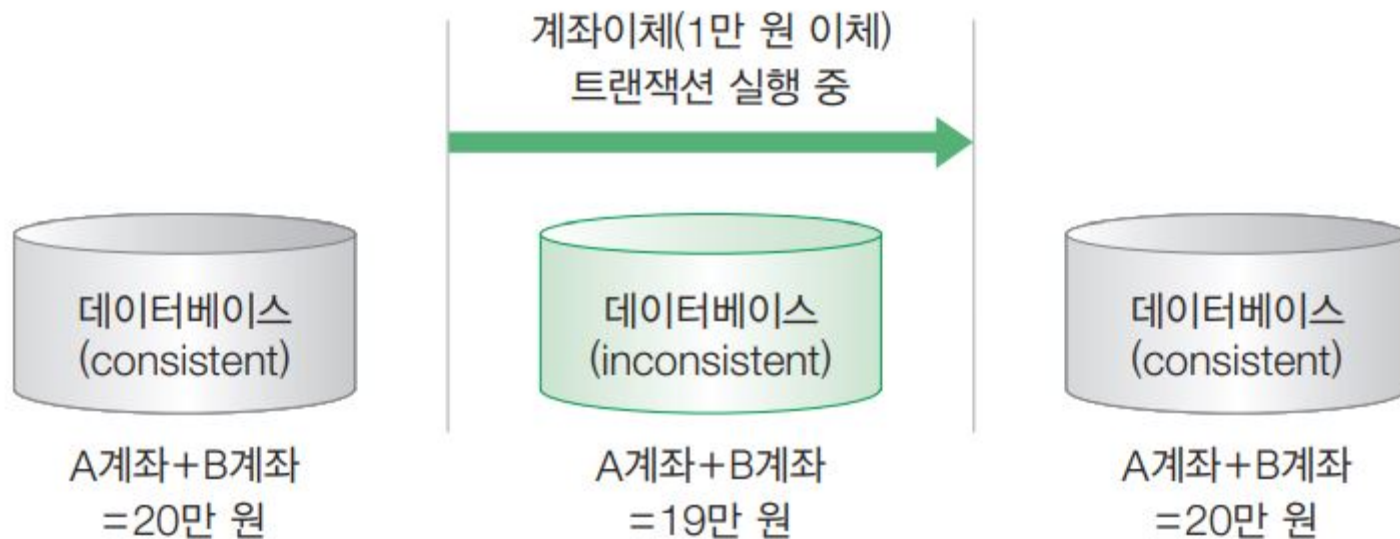 계좌이체(1만 원 이체)
트랜잭션 실행 중
데이터베이스
(consistent)
데이터베이스
(inconsistent)
데이터베이스
(consistent)
A계좌+B계좌
=20만 원
A계좌+B계좌
=19만 원
A계좌+B계좌
=20만 원